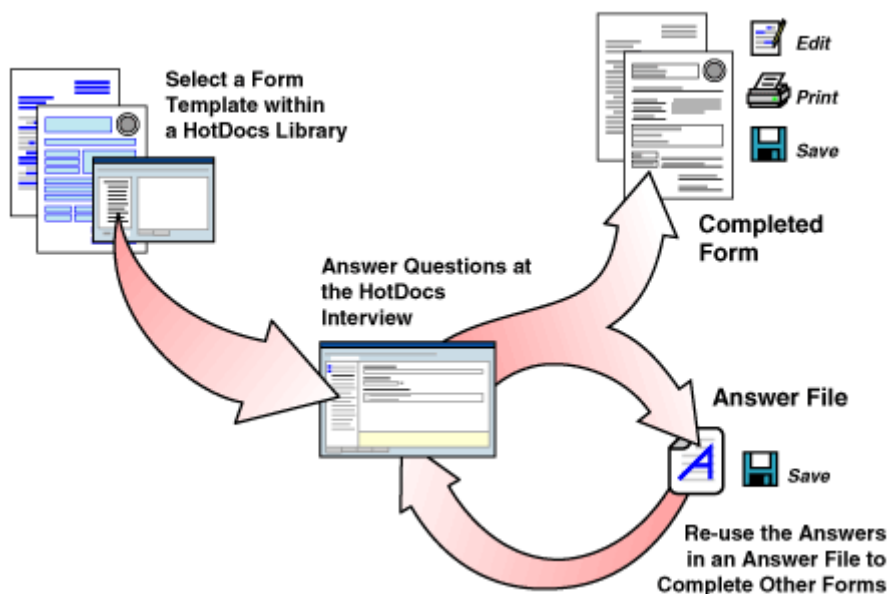 Select a Form
Template within
a HotDocs Library
Edit
Print
Save
Completed
Form
Answer Questions at
the HotDocs
Interview
Answer File
A
Save
Re-use the Answers
in an Answer File to
Complete Other Forms